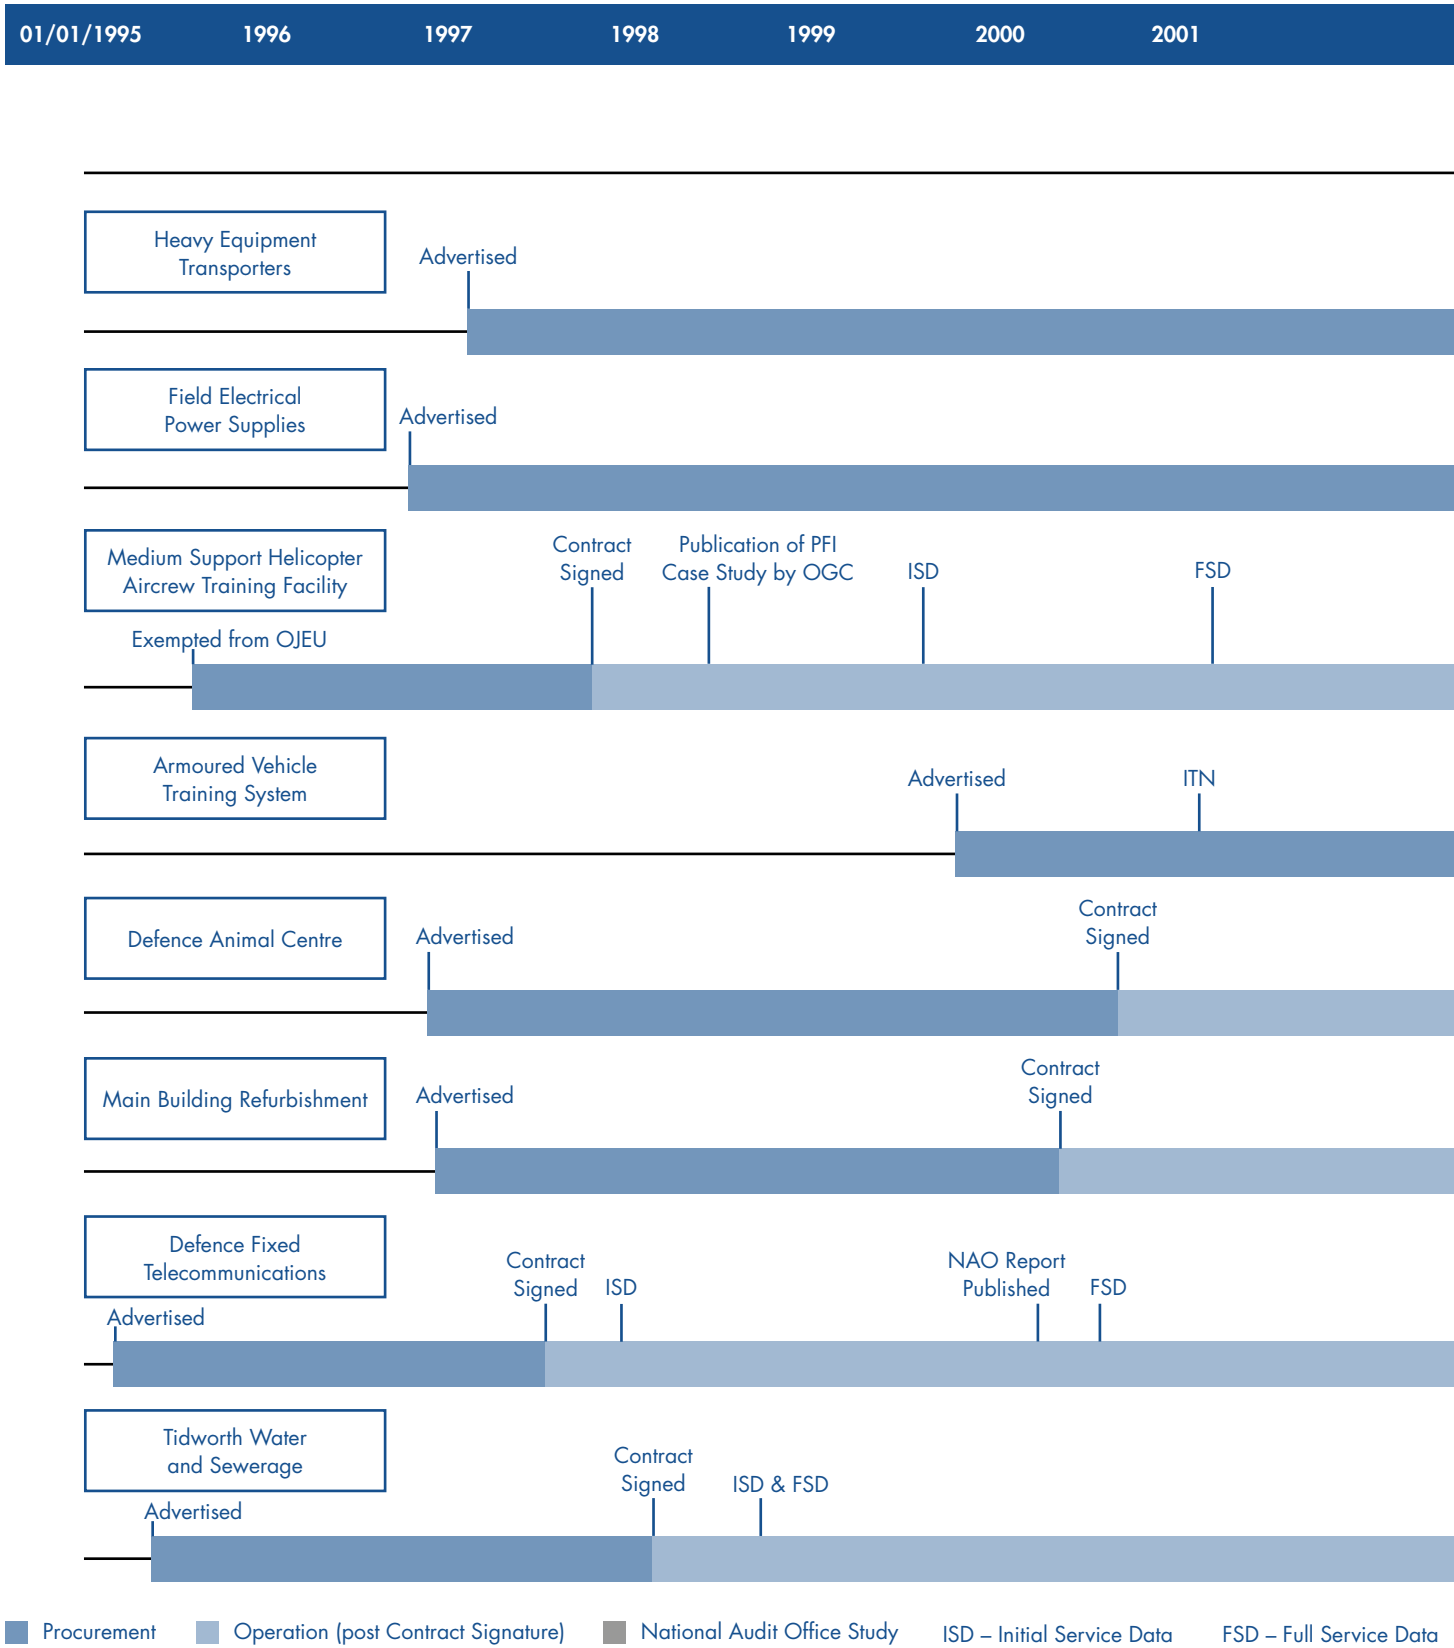 01/01/1995 1996 1997 1998 1999 2000 2001
Heavy Equipment
Transporters
Advertised
Field Electrical
Power Supplies
Advertised
Medium Support Helicopter
Aircrew Training Facility
Exempted from OJEU
Contract
Signed
Publication of PFI
Case Study by OGC
ISD
FSD
Armoured Vehicle
Training System
Advertised
ITN
Defence Animal Centre
Advertised
Contract
Signed
Main Building Refurbishment
Advertised
Contract
Signed
Defence Fixed
Telecommunications
Advertised
Contract
Signed
ISD
NAO Report
Published
FSD
Tidworth Water
and Sewerage
Advertised
Contract
Signed
ISD & FSD
Procurement Operation (post Contract Signature) National Audit Office Study ISD – Initial Service Data FSD – Full Service Data